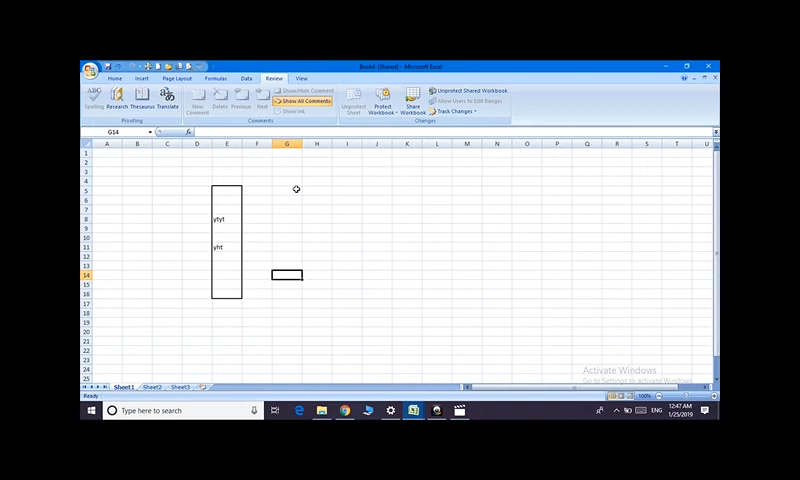 Book4 [Shared] - Microsoft Excel
Home Insert Page Layout Formulas Data Review View
Spelling Research Thesaurus Translate
Proofing
New Comment Delete Previous Next
Show/Hide Comment
Show All Comments
Show Ink
Comments
Unprotect Sheet Protect Workbook Share Workbook
Unprotect Shared Workbook
Allow Users to Edit Ranges
Track Changes
Changes
G14 fx
A B C D E F G H I J K L M N O P Q R S T U
1
2
3
4
5
6
7
8 ytyt
9
10
11 yht
12
13
14
15
16
17
18
19
20
21
22
23
24
25
Activate Windows
Go to Settings to activate Windows.
Sheet1 Sheet2 Sheet3
Ready 100%
Type here to search
ENG 12:47 AM
1/25/2019